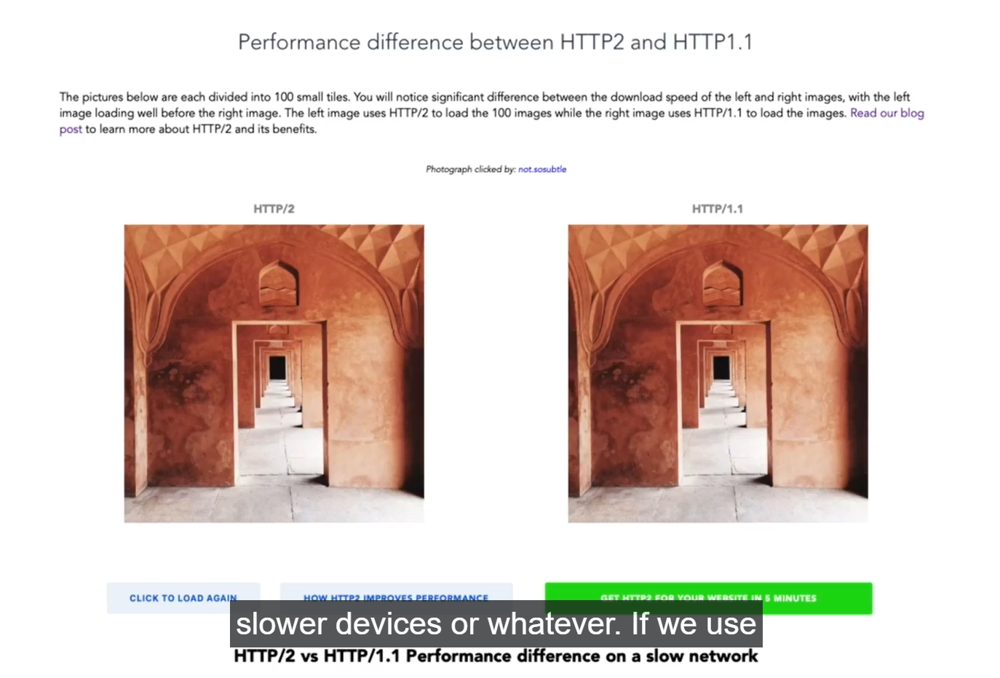 Performance difference between HTTP2 and HTTP1.1
The pictures below are each divided into 100 small tiles. You will notice significant difference between the download speed of the left and right images, with the left
image loading well before the right image. The left image uses HTTP/2 to load the 100 images while the right image uses HTTP/1.1 to load the images. Read our blog
post to learn more about HTTP/2 and its benefits.
Photograph clicked by: not.sosubtle
HTTP/2
HTTP/1.1
CLICK TO LOAD AGAIN
HOW HTTP2 IMPROVES PERFORMANCE
GET HTTP2 FOR YOUR WEBSITE IN 5 MINUTES
slower devices or whatever. If we use
HTTP/2 vs HTTP/1.1 Performance difference on a slow network